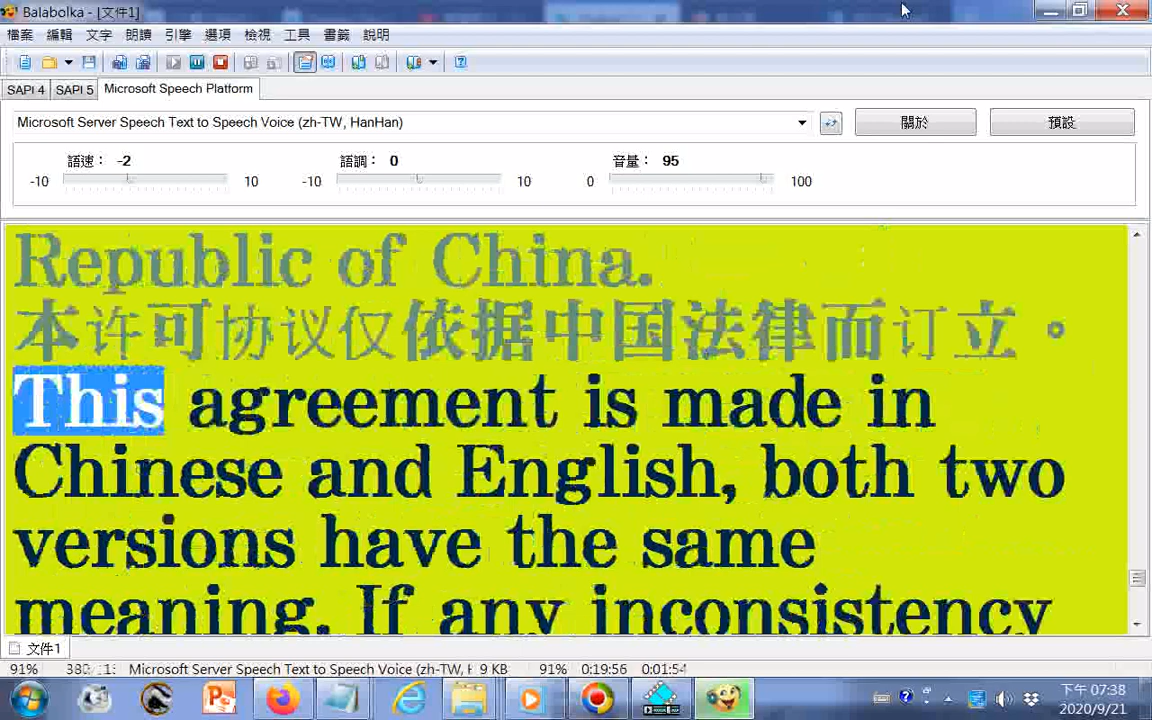 Balabolka - [文件1]
檔案 編輯 文字 朗讀 引擎 選項 檢視 工具 書籤 說明
SAPI 4 SAPI 5 Microsoft Speech Platform
Microsoft Server Speech Text to Speech Voice (zh-TW, HanHan) 關於 預設
語速： -2 語調： 0 音量： 95
-10 10 -10 10 0 100
Republic of China.
本许可协议仅依据中国法律而订立。
This agreement is made in
Chinese and English, both two
versions have the same
meaning. If any inconsistency
文件1
91% Microsoft Server Speech Text to Speech Voice (zh-TW, 9 KB 91% 0:19:56 0:01:54
下午 07:38
2020/9/21